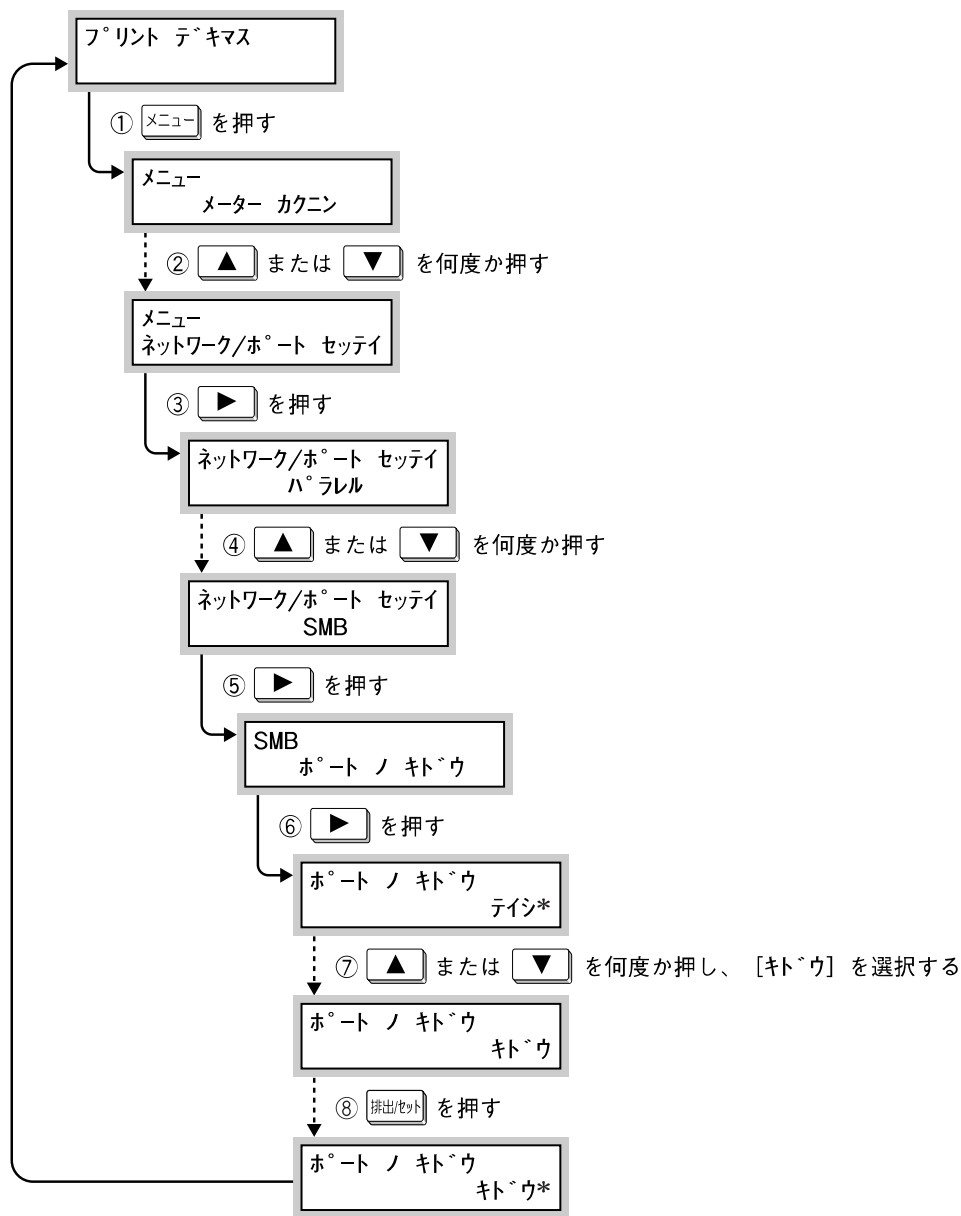 プリント デキマス
① メニュー を押す
メニュー
メーター カクニン
② ▲ または ▼ を何度か押す
メニュー
ネットワーク/ポート セッテイ
③ ▶ を押す
ネットワーク/ポート セッテイ
パラレル
④ ▲ または ▼ を何度か押す
ネットワーク/ポート セッテイ
SMB
⑤ ▶ を押す
SMB
ポート ノ キドウ
⑥ ▶ を押す
ポート ノ キドウ
テイシ*
⑦ ▲ または ▼ を何度か押し、［キドウ］を選択する
ポート ノ キドウ
キドウ
⑧ 排出/セット を押す
ポート ノ キドウ
キドウ*